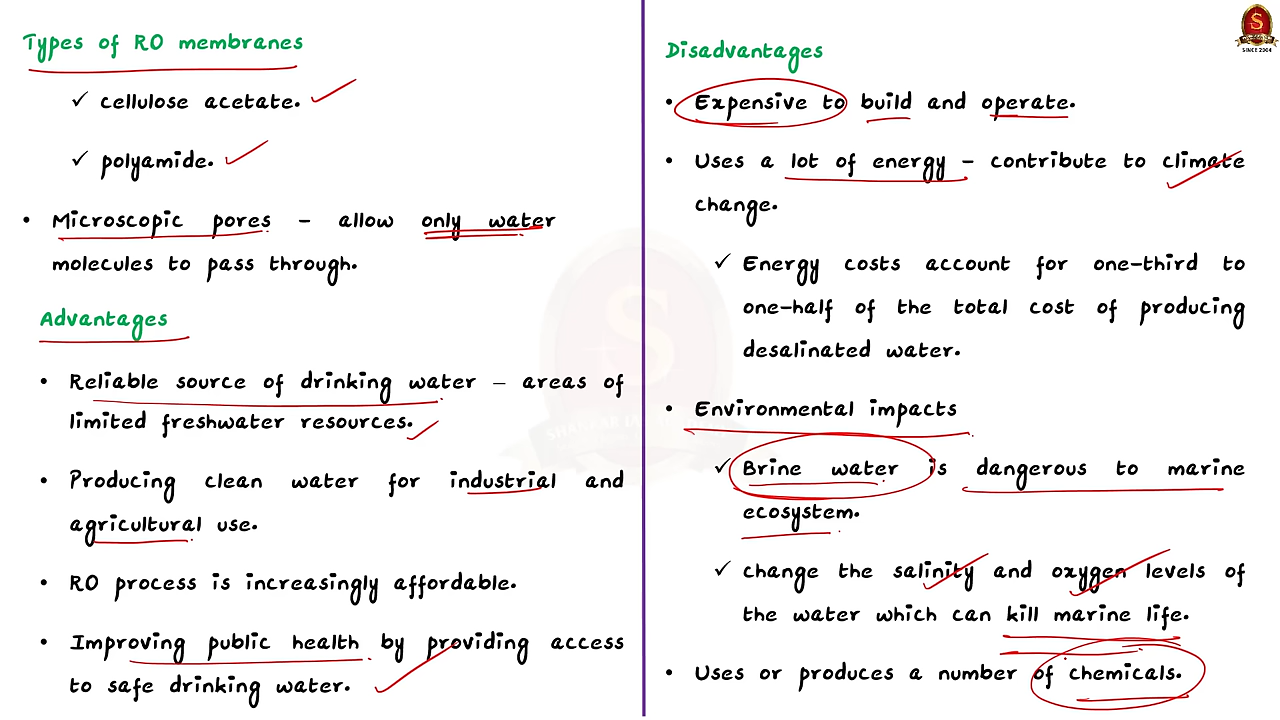 Types of RO membranes
✓ cellulose acetate.
✓ polyamide.
• Microscopic pores – allow only water
molecules to pass through.
Advantages
• Reliable source of drinking water – areas of
limited freshwater resources.
• Producing clean water for industrial and
agricultural use.
• RO process is increasingly affordable.
• Improving public health by providing access
to safe drinking water.
Disadvantages
• Expensive to build and operate.
• Uses a lot of energy – contribute to climate
change.
✓ Energy costs account for one-third to
one-half of the total cost of producing
desalinated water.
• Environmental impacts
✓ Brine water is dangerous to marine
ecosystem.
✓ change the salinity and oxygen levels of
the water which can kill marine life.
• Uses or produces a number of chemicals.
S
SINCE 2004